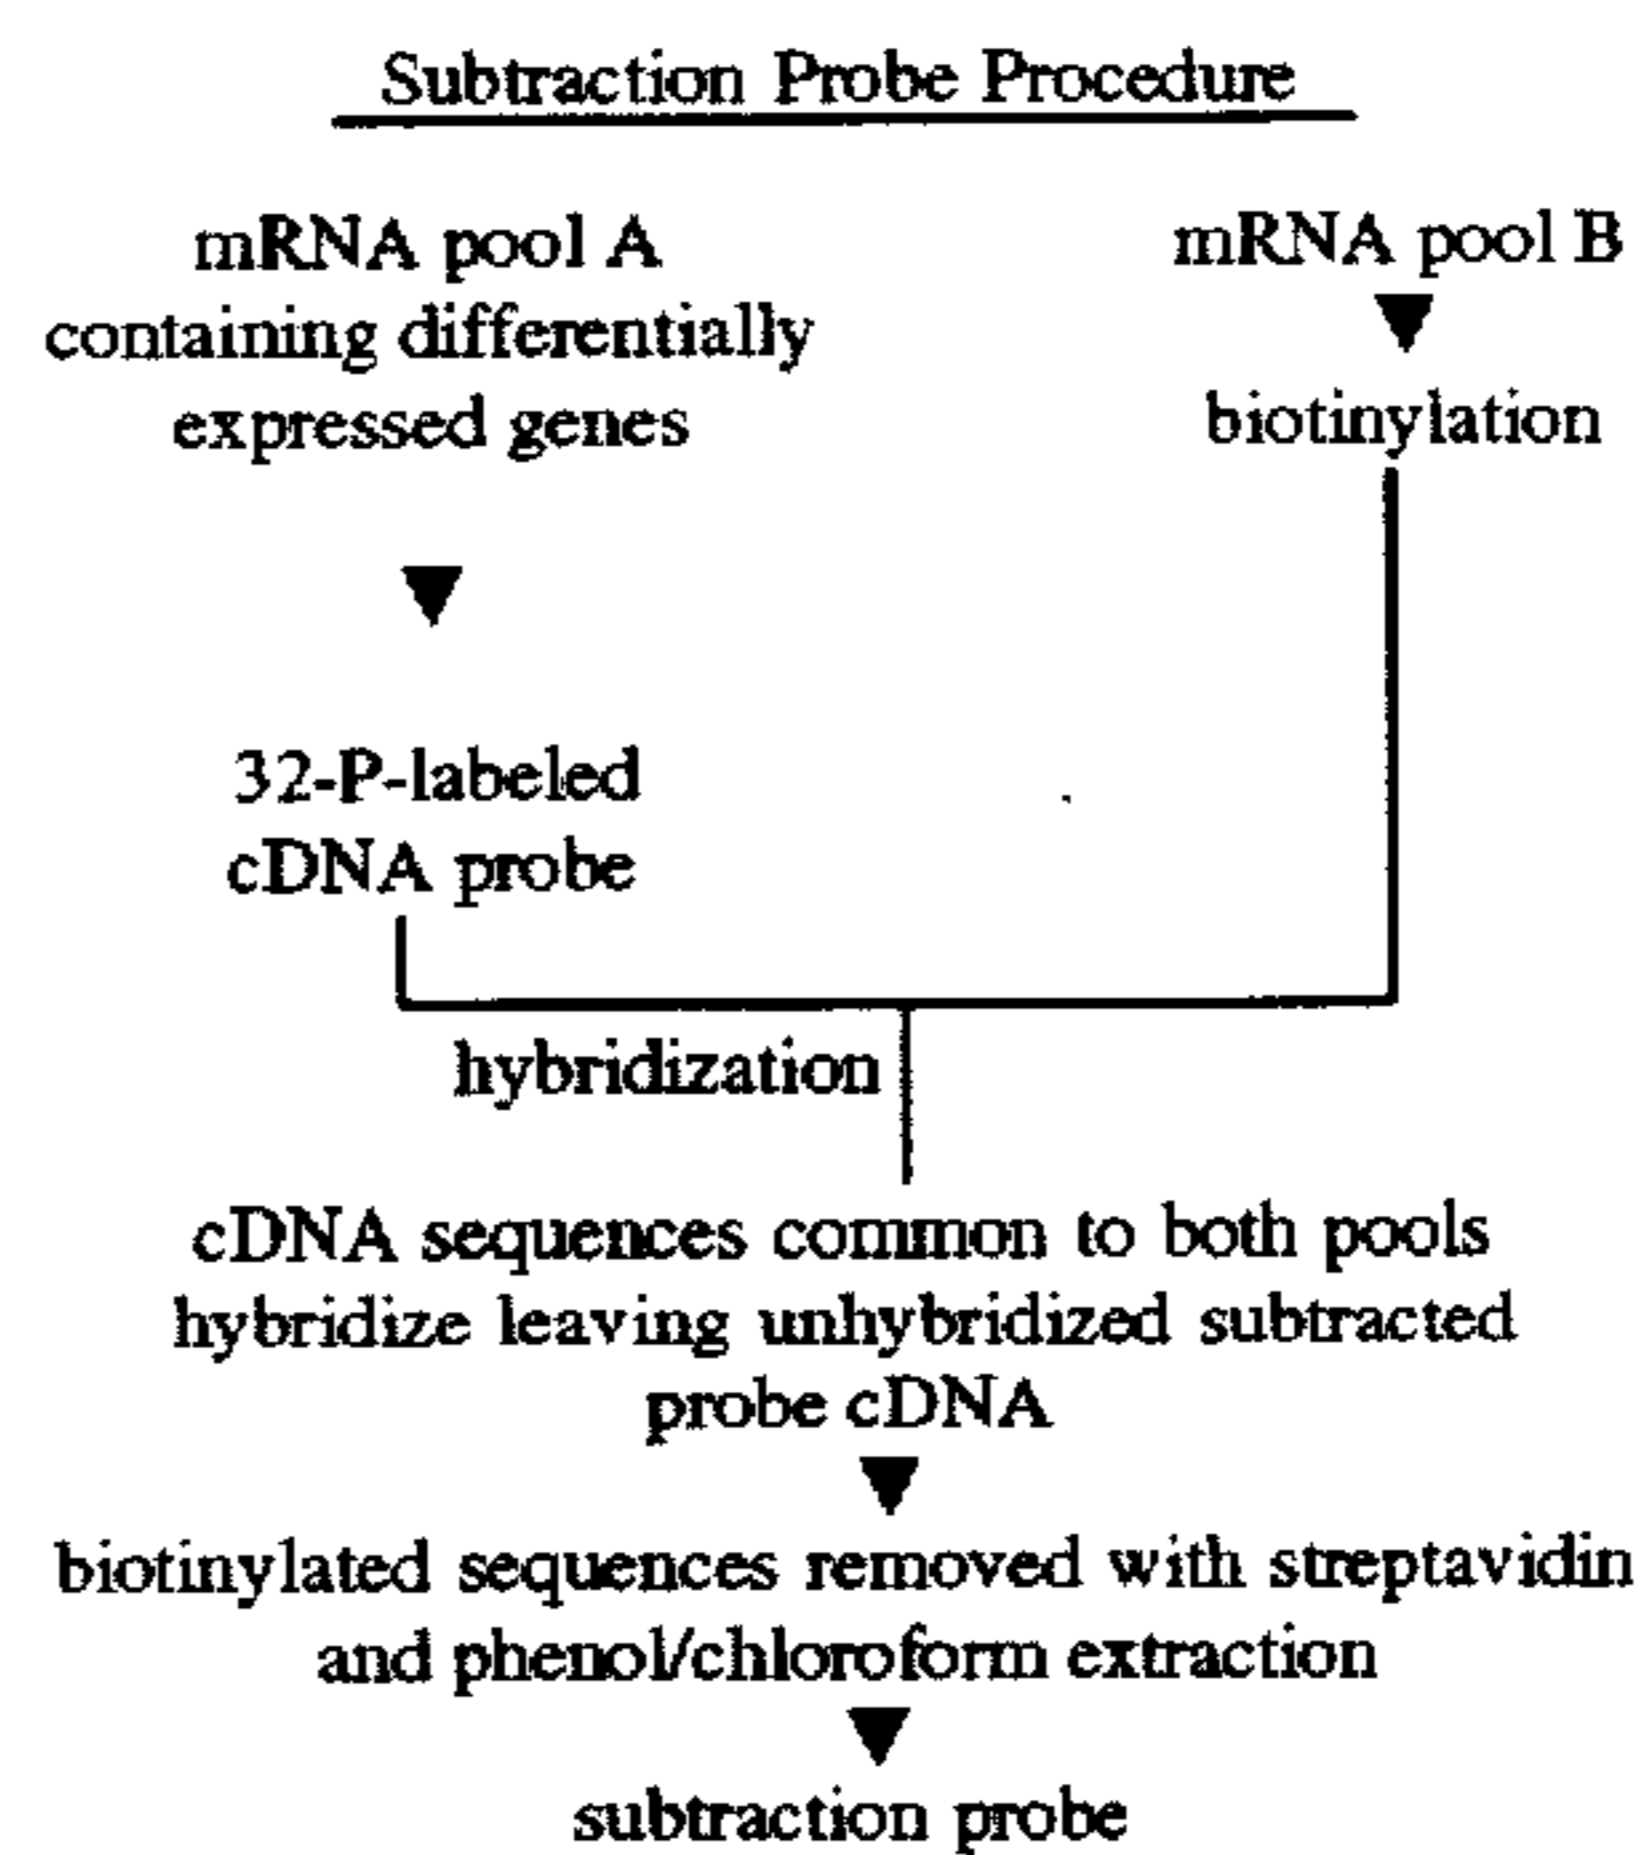 Subtraction Probe Procedure
mRNA pool A
containing differentially
expressed genes
mRNA pool B
biotinylation
32-P-labeled
cDNA probe
hybridization
cDNA sequences common to both pools
hybridize leaving unhybridized subtracted
probe cDNA
biotinylated sequences removed with streptavidin
and phenol/chloroform extraction
subtraction probe